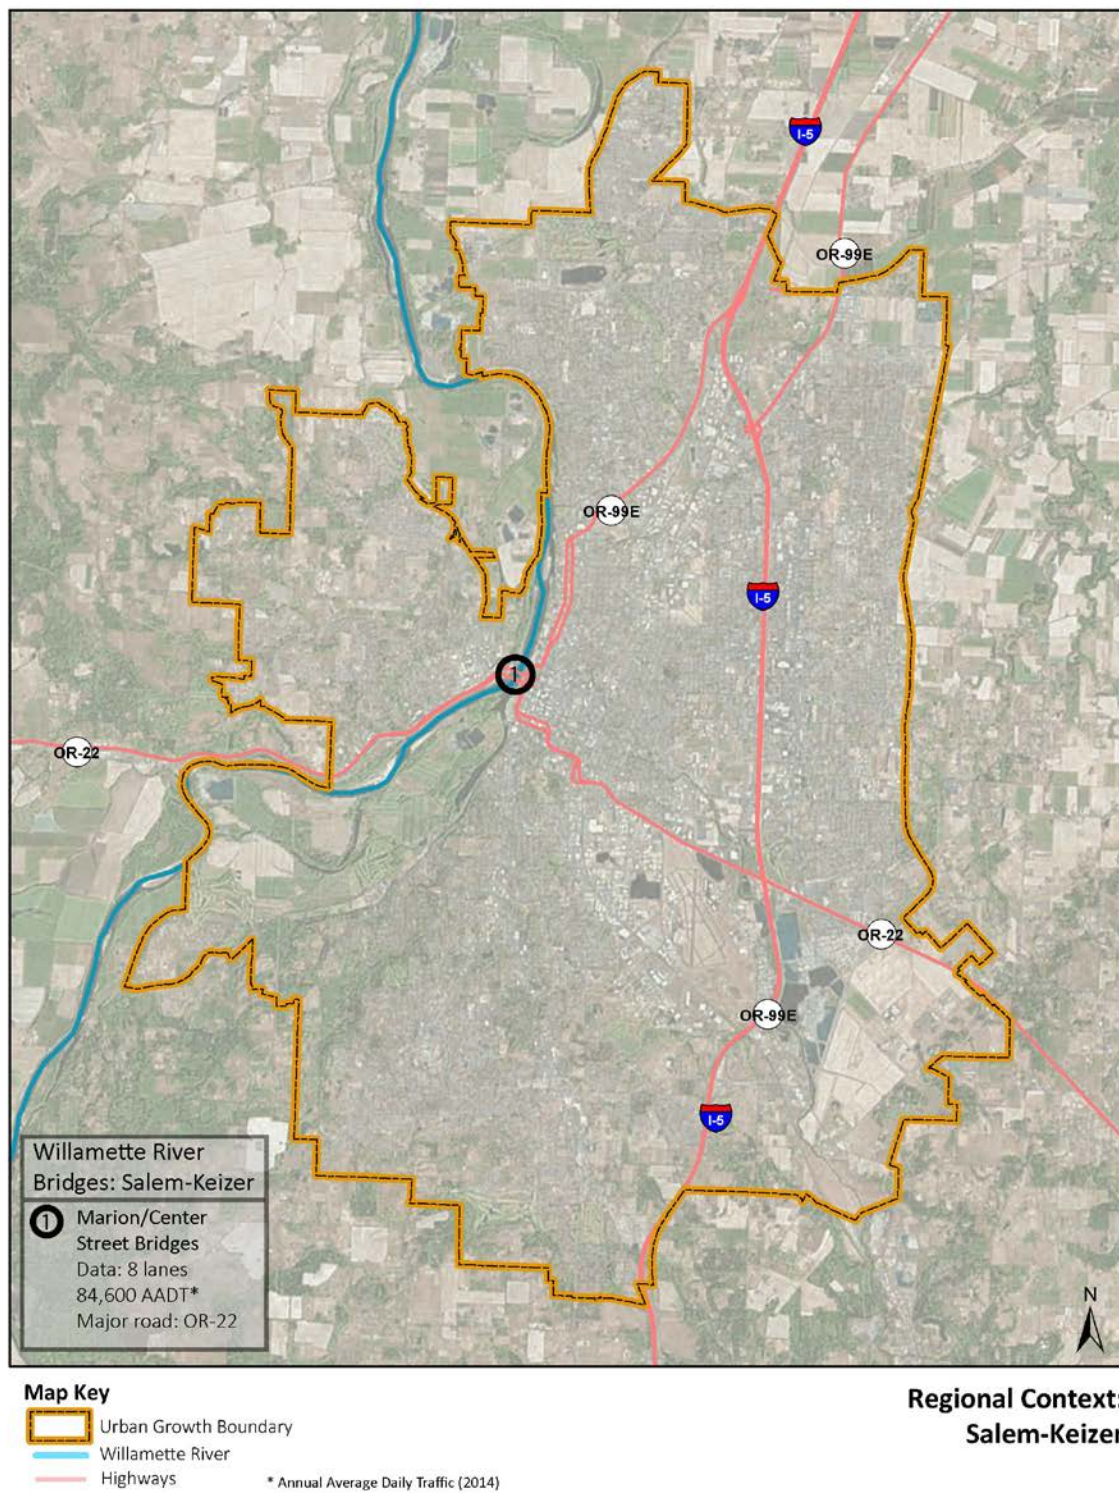 I-5
OR-99E
OR-99E
I-5
1
OR-22
OR-22
OR-99E
I-5
Willamette River
Bridges: Salem-Keizer
1 Marion/Center
Street Bridges
Data: 8 lanes
84,600 AADT*
Major road: OR-22
N
Map Key
Urban Growth Boundary
Willamette River
Highways
* Annual Average Daily Traffic (2014)
Regional Context:
Salem-Keizer